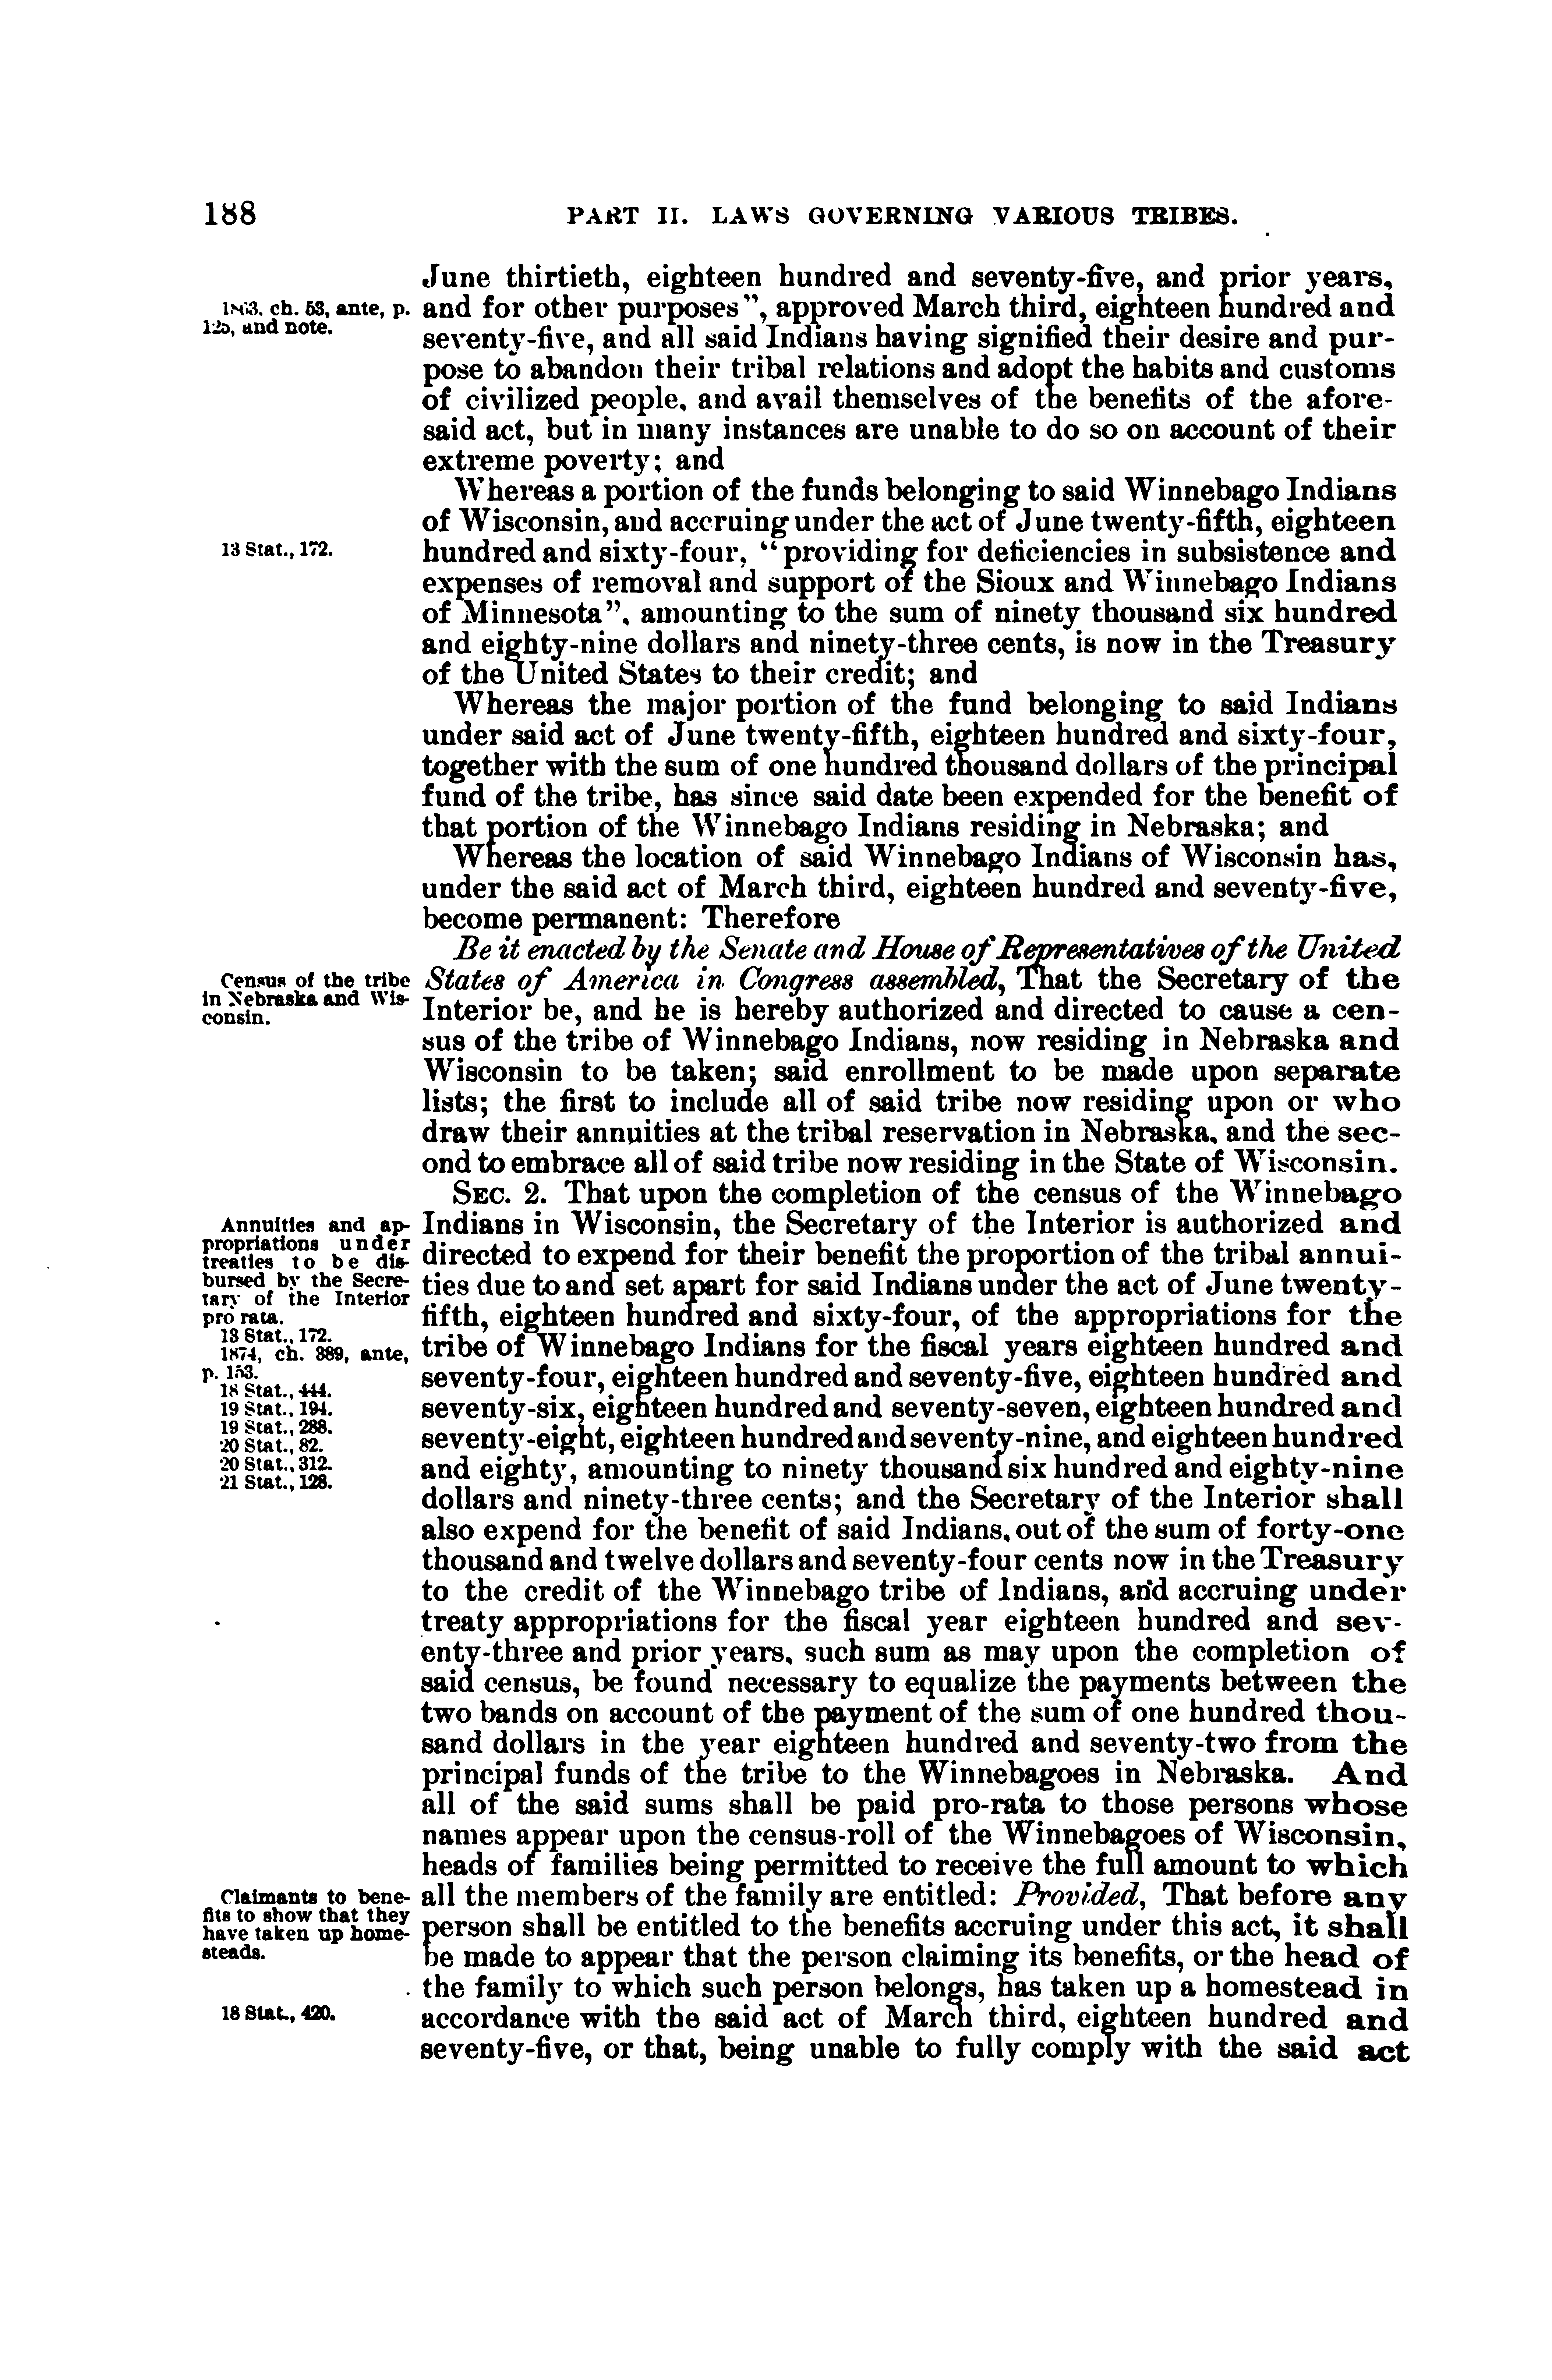 188 PART II. LAWS GOVERNING VARIOUS TRIBES.
June thirtieth, eighteen hundred and seventy-five, and prior years,
1863, ch. 53, ante, p.
125, and note.
and for other purposes", approved March third, eighteen hundred and
seventy-five, and all said Indians having signified their desire and pur-
pose to abandon their tribal relations and adopt the habits and customs
of civilized people, and avail themselves of the benefits of the afore-
said act, but in many instances are unable to do so on account of their
extreme poverty; and
Whereas a portion of the funds belonging to said Winnebago Indians
of Wisconsin, and accruing under the act of June twenty-fifth, eighteen
13 Stat., 172.
hundred and sixty-four, "providing for deficiencies in subsistence and
expenses of removal and support of the Sioux and Winnebago Indians
of Minnesota", amounting to the sum of ninety thousand six hundred
and eighty-nine dollars and ninety-three cents, is now in the Treasury
of the United States to their credit; and
Whereas the major portion of the fund belonging to said Indians
under said act of June twenty-fifth, eighteen hundred and sixty-four,
together with the sum of one hundred thousand dollars of the principal
fund of the tribe, has since said date been expended for the benefit of
that portion of the Winnebago Indians residing in Nebraska; and
Whereas the location of said Winnebago Indians of Wisconsin has,
under the said act of March third, eighteen hundred and seventy-five,
become permanent: Therefore
Be it enacted by the Senate and House of Representatives of the United
Census of the tribe
in Nebraska and Wis-
consin.
States of America in Congress assembled, That the Secretary of the
Interior be, and he is hereby authorized and directed to cause a cen-
sus of the tribe of Winnebago Indians, now residing in Nebraska and
Wisconsin to be taken; said enrollment to be made upon separate
lists; the first to include all of said tribe now residing upon or who
draw their annuities at the tribal reservation in Nebraska, and the sec-
ond to embrace all of said tribe now residing in the State of Wisconsin.
SEC. 2. That upon the completion of the census of the Winnebago
Annuities and ap-
propriations under
treaties to be dis-
bursed by the Secre-
tary of the Interior
pro rata.
13 Stat., 172.
1874, ch. 389, ante,
p. 153.
18 Stat., 444.
19 Stat., 194.
19 Stat., 288.
20 Stat., 82.
20 Stat., 312.
21 Stat., 128.
Indians in Wisconsin, the Secretary of the Interior is authorized and
directed to expend for their benefit the proportion of the tribal annui-
ties due to and set apart for said Indians under the act of June twenty-
fifth, eighteen hundred and sixty-four, of the appropriations for the
tribe of Winnebago Indians for the fiscal years eighteen hundred and
seventy-four, eighteen hundred and seventy-five, eighteen hundred and
seventy-six, eighteen hundred and seventy-seven, eighteen hundred and
seventy-eight, eighteen hundred and seventy-nine, and eighteen hundred
and eighty, amounting to ninety thousand six hundred and eighty-nine
dollars and ninety-three cents; and the Secretary of the Interior shall
also expend for the benefit of said Indians, out of the sum of forty-one
thousand and twelve dollars and seventy-four cents now in the Treasury
to the credit of the Winnebago tribe of Indians, and accruing under
treaty appropriations for the fiscal year eighteen hundred and sev-
enty-three and prior years, such sum as may upon the completion of
said census, be found necessary to equalize the payments between the
two bands on account of the payment of the sum of one hundred thou-
sand dollars in the year eighteen hundred and seventy-two from the
principal funds of the tribe to the Winnebagoes in Nebraska. And
all of the said sums shall be paid pro-rata to those persons whose
names appear upon the census-roll of the Winnebagoes of Wisconsin,
heads of families being permitted to receive the full amount to which
Claimants to bene-
fits to show that they
have taken up home-
steads.
all the members of the family are entitled: Provided, That before any
person shall be entitled to the benefits accruing under this act, it shall
be made to appear that the person claiming its benefits, or the head of
the family to which such person belongs, has taken up a homestead in
18 Stat., 420.
accordance with the said act of March third, eighteen hundred and
seventy-five, or that, being unable to fully comply with the said act